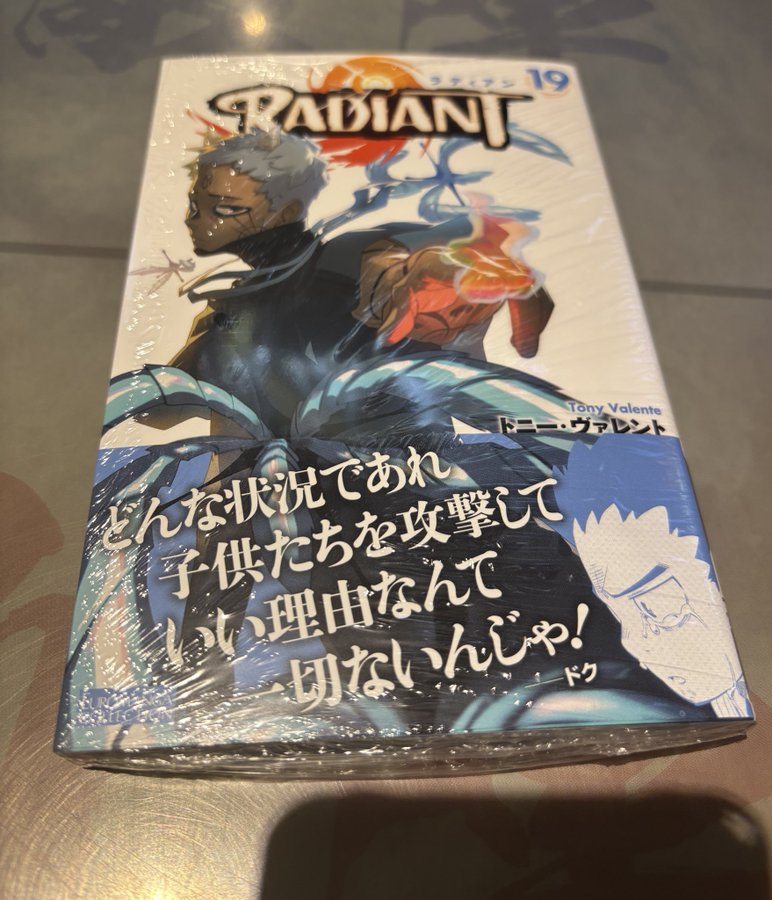 ラディアン 19
RADIANT
Tony Valente
トニー・ヴァレント
どんな状況であれ
子供たちを攻撃して
いい理由なんて
一切ないんじゃ!
ドク
EUROMANGA
COLLECTION